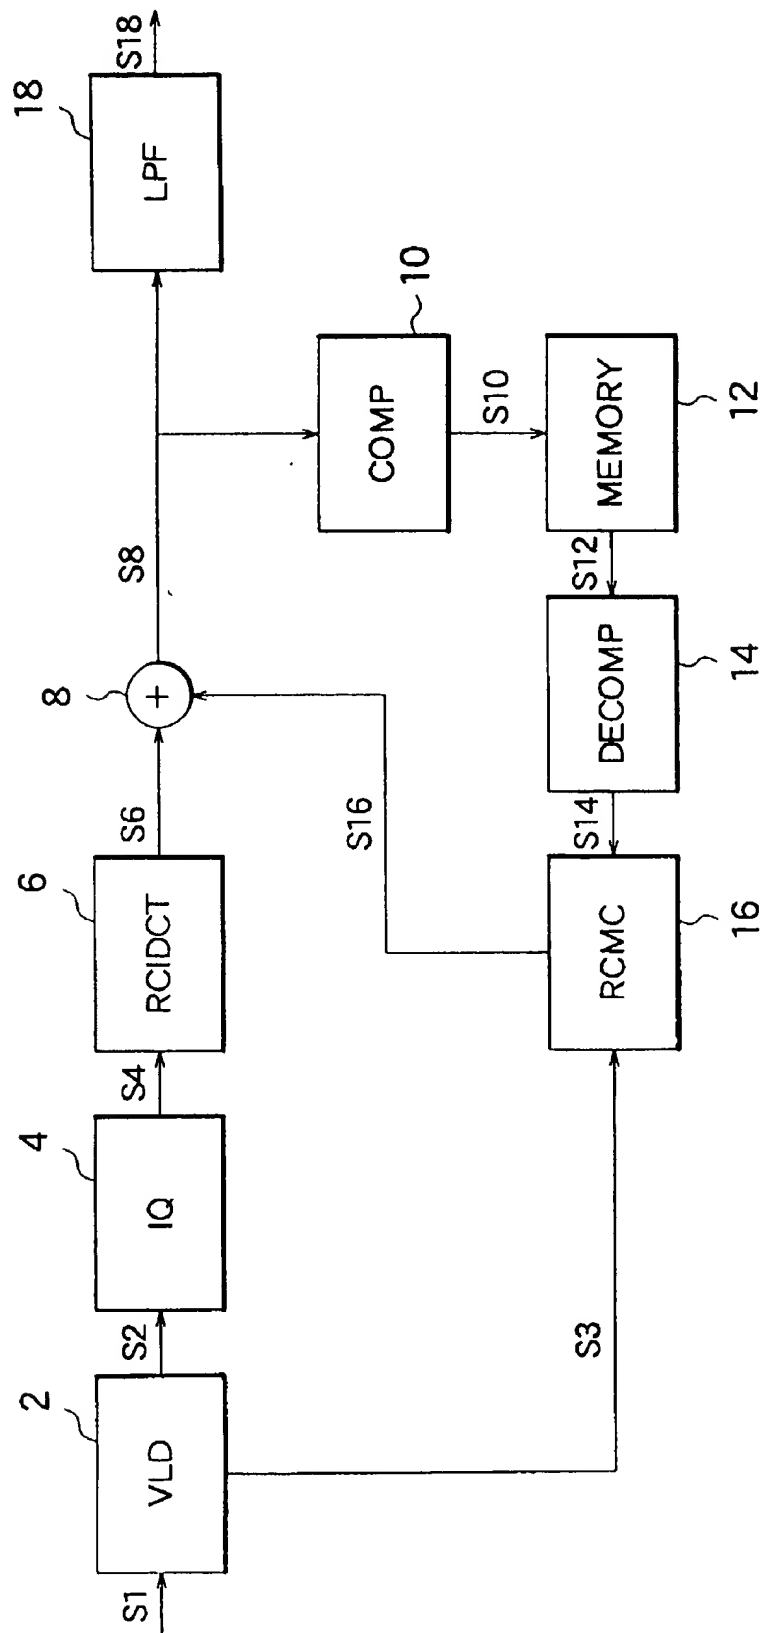 S1
VLD
2
S2
IQ
4
S4
RCIDCT
6
S6
+
8
S8
LPF
18
S18
COMP
10
S10
MEMORY
12
S12
DECOMP
14
S14
RCMC
16
S16
S3